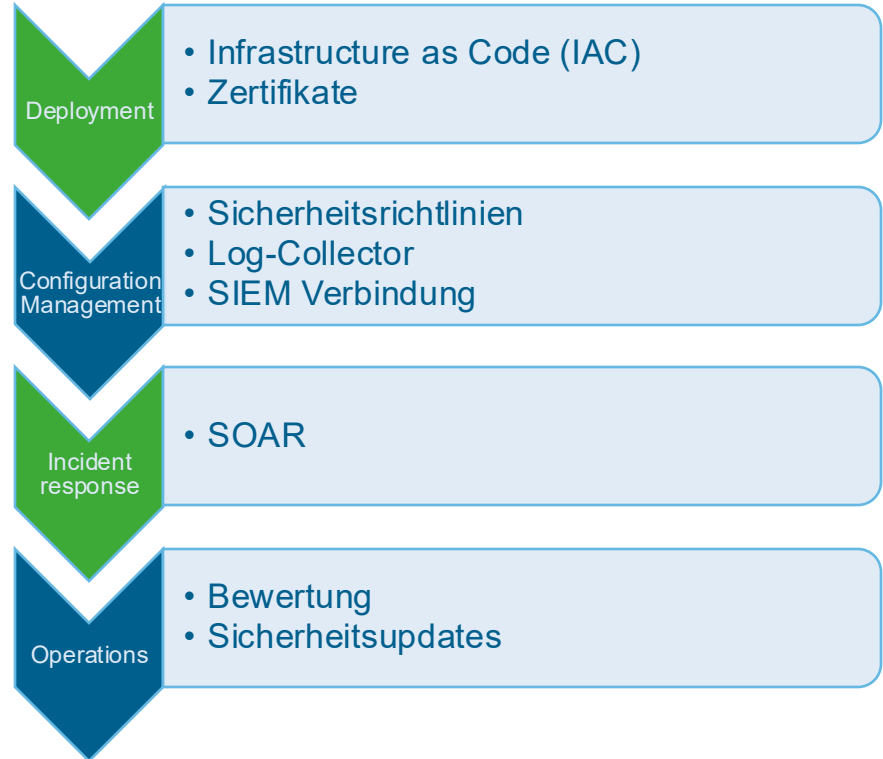 Deployment
• Infrastructure as Code (IAC)
• Zertifikate
Configuration
Management
• Sicherheitsrichtlinien
• Log-Collector
• SIEM Verbindung
Incident
response
• SOAR
Operations
• Bewertung
• Sicherheitsupdates